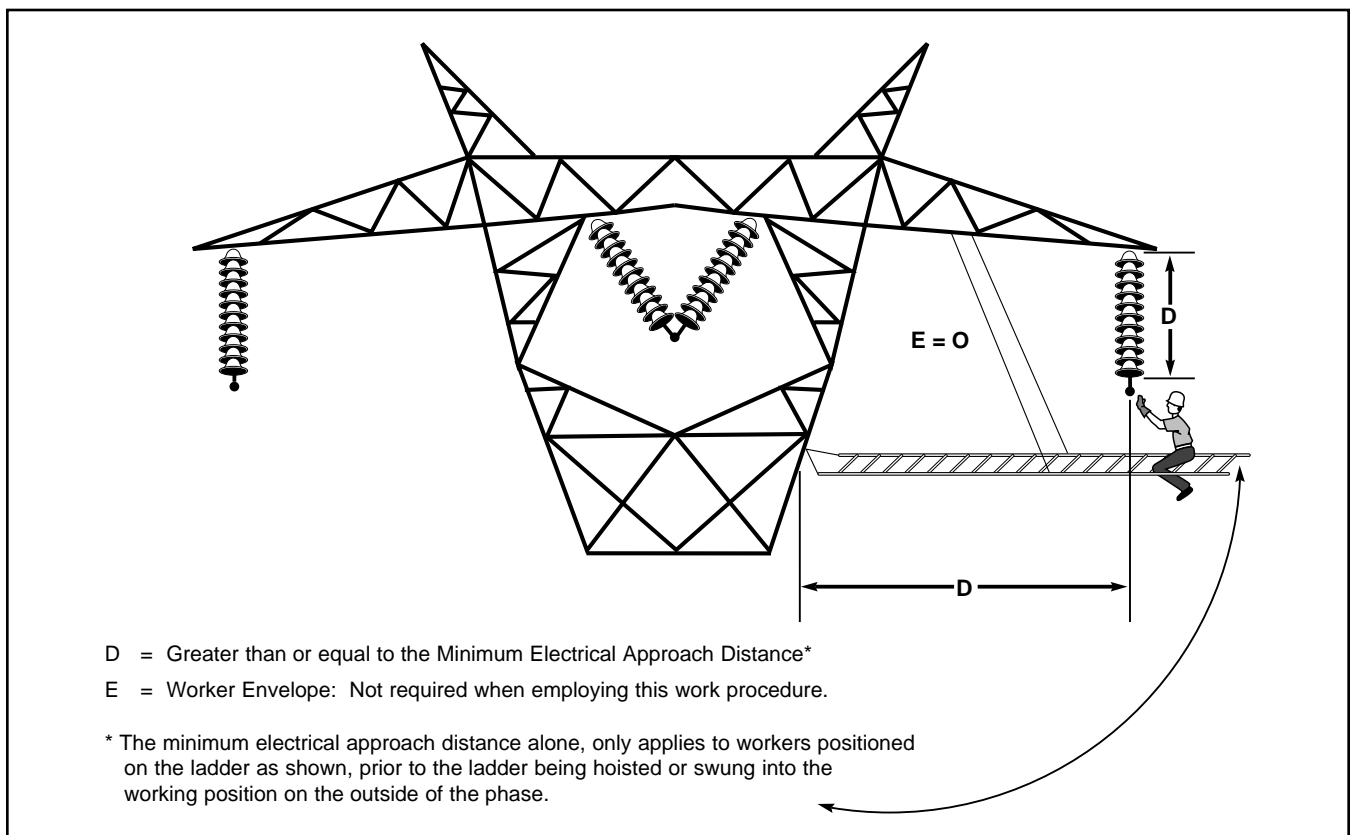 E = O
D
D
D = Greater than or equal to the Minimum Electrical Approach Distance*
E = Worker Envelope: Not required when employing this work procedure.
* The minimum electrical approach distance alone, only applies to workers positioned
on the ladder as shown, prior to the ladder being hoisted or swung into the
working position on the outside of the phase.